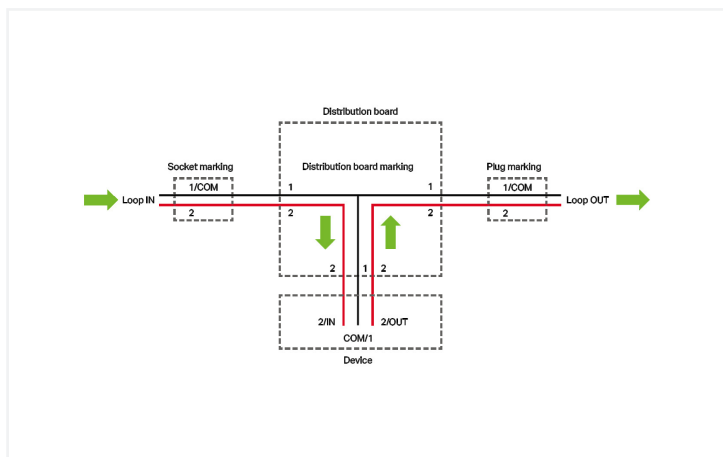 Distribution board
Socket marking
Distribution board marking
Plug marking
1/COM
1
1
1/COM
Loop IN
Loop OUT
2
2
2
2
2
1
2
2/IN
2/OUT
COM/1
Device